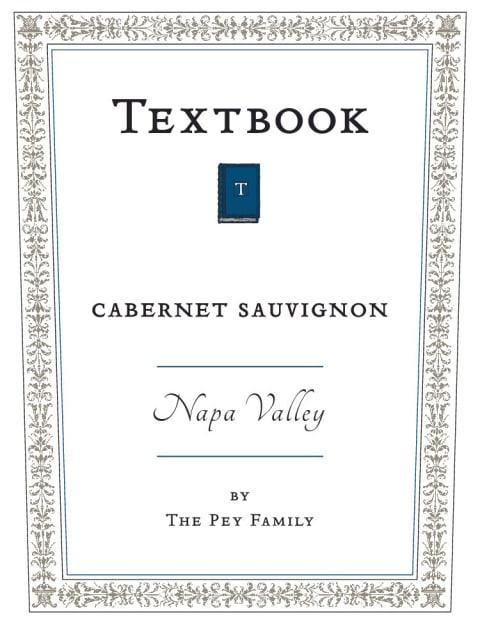 TEXTBOOK
T
CABERNET SAUVIGNON
Napa Valley
BY
THE PEY FAMILY